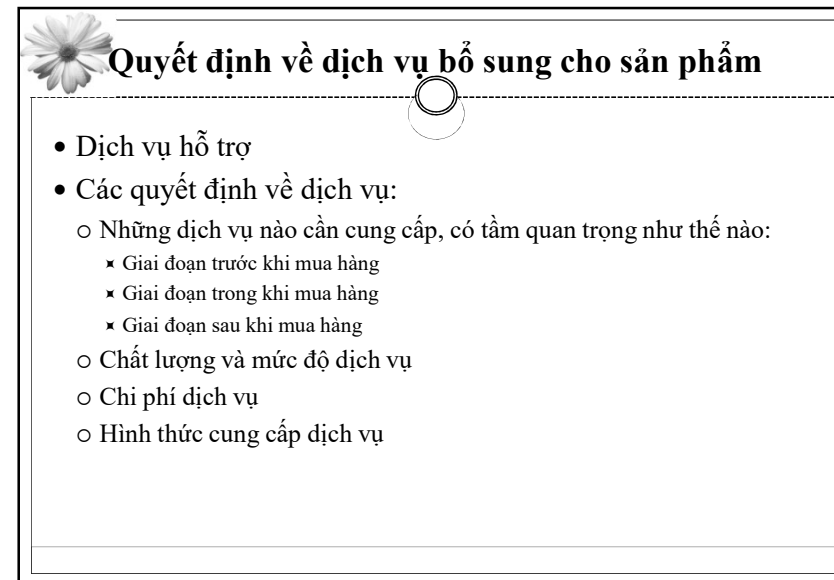 Quyết định về dịch vụ bổ sung cho sản phẩm
• Dịch vụ hỗ trợ
• Các quyết định về dịch vụ:
○ Những dịch vụ nào cần cung cấp, có tầm quan trọng như thế nào:
× Giai đoạn trước khi mua hàng
× Giai đoạn trong khi mua hàng
× Giai đoạn sau khi mua hàng
○ Chất lượng và mức độ dịch vụ
○ Chi phí dịch vụ
○ Hình thức cung cấp dịch vụ